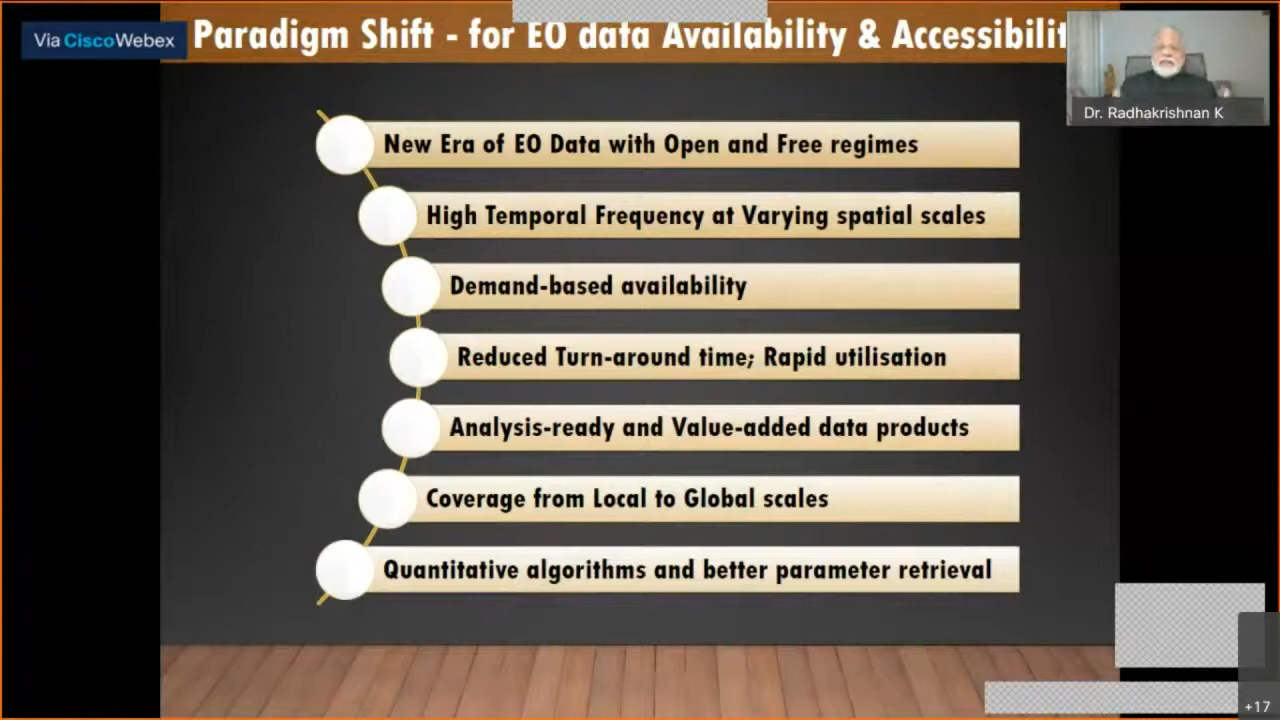 Via CiscoWebex
Paradigm Shift - for EO data Availability & Accessibilit
Dr. Radhakrishnan K
New Era of EO Data with Open and Free regimes
High Temporal Frequency at Varying spatial scales
Demand-based availability
Reduced Turn-around time; Rapid utilisation
Analysis-ready and Value-added data products
Coverage from Local to Global scales
Quantitative algorithms and better parameter retrieval
+17